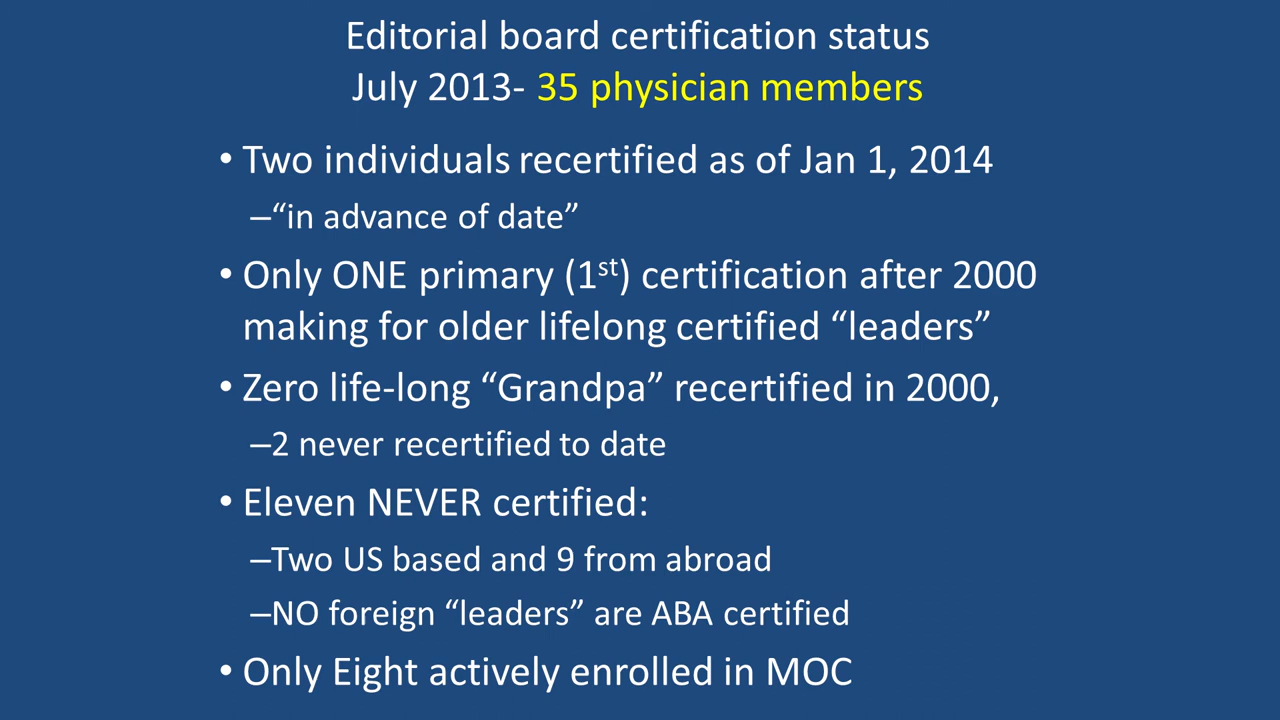 Editorial board certification status
July 2013- 35 physician members
• Two individuals recertified as of Jan 1, 2014
–“in advance of date”
• Only ONE primary (1st) certification after 2000
making for older lifelong certified “leaders”
• Zero life-long “Grandpa” recertified in 2000,
–2 never recertified to date
• Eleven NEVER certified:
–Two US based and 9 from abroad
–NO foreign “leaders” are ABA certified
• Only Eight actively enrolled in MOC